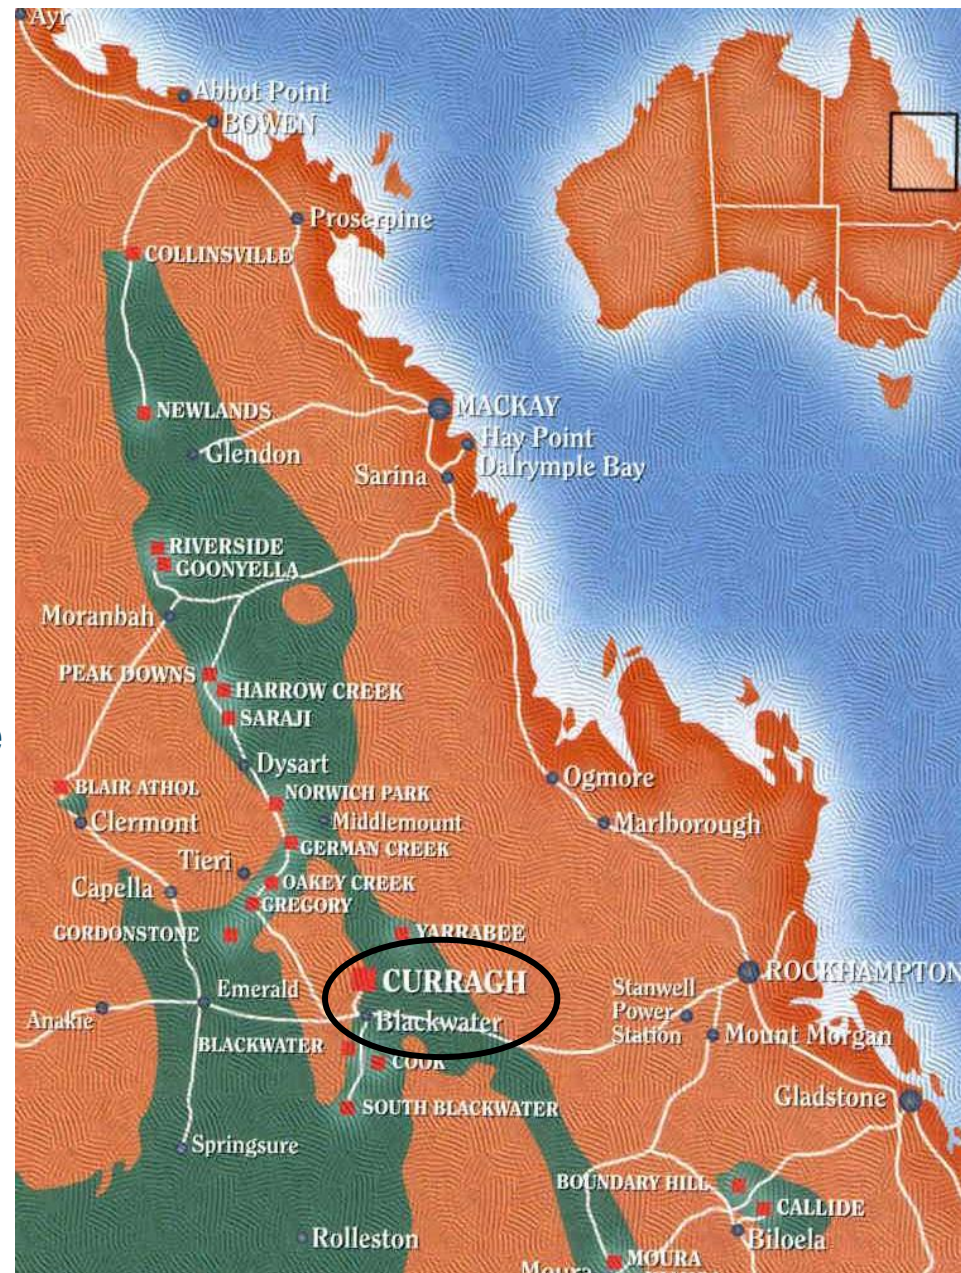 Ayr
Abbot Point
BOWEN
Proserpine
COLLINSVILLE
NEWLANDS
MACKAY
Hay Point
Dalrymple Bay
Glendon
Sarina
RIVERSIDE
GOONYELLA
Moranbah
PEAK DOWNS
HARROW CREEK
SARAJI
Dysart
Ogmore
BLAIR ATHOL
NORWICH PARK
Clermont
Middlemount
Marlborough
GERMAN CREEK
Tieri
Capella
OAKEY CREEK
GREGORY
GORDONSTONE
YARRABEE
CURRAGH
ROCKHAMPTON
Stanwell
Power
Station
Emerald
Anakie
Blackwater
Mount Morgan
BLACKWATER
COOK
Gladstone
SOUTH BLACKWATER
Springsure
BOUNDARY HILL
CALLIDE
Rolleston
Biloela
MOURA
Moura